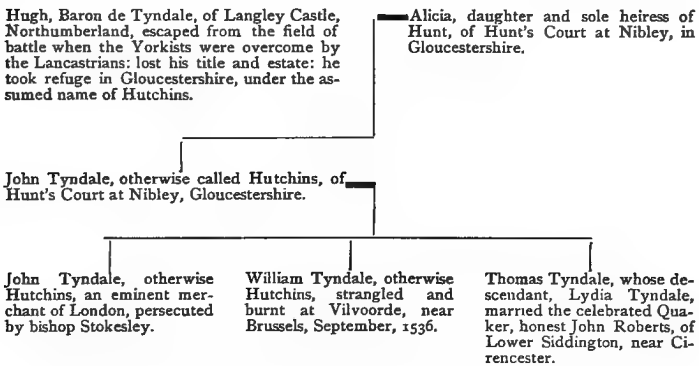 Hugh, Baron de Tyndale, of Langley Castle,
Northumberland, escaped from the field of
battle when the Yorkists were overcome by
the Lancastrians: lost his title and estate: he
took refuge in Gloucestershire, under the as-
sumed name of Hutchins.
Alicia, daughter and sole heiress of
Hunt, of Hunt's Court at Nibley, in
Gloucestershire.
John Tyndale, otherwise called Hutchins, of
Hunt's Court at Nibley, Gloucestershire.
John Tyndale, otherwise
Hutchins, an eminent mer-
chant of London, persecuted
by bishop Stokesley.
William Tyndale, otherwise
Hutchins, strangled and
burnt at Vilvoorde, near
Brussels, September, 1536.
Thomas Tyndale, whose de-
scendant, Lydia Tyndale,
married the celebrated Qua-
ker, honest John Roberts, of
Lower Siddington, near Ci-
rencester.